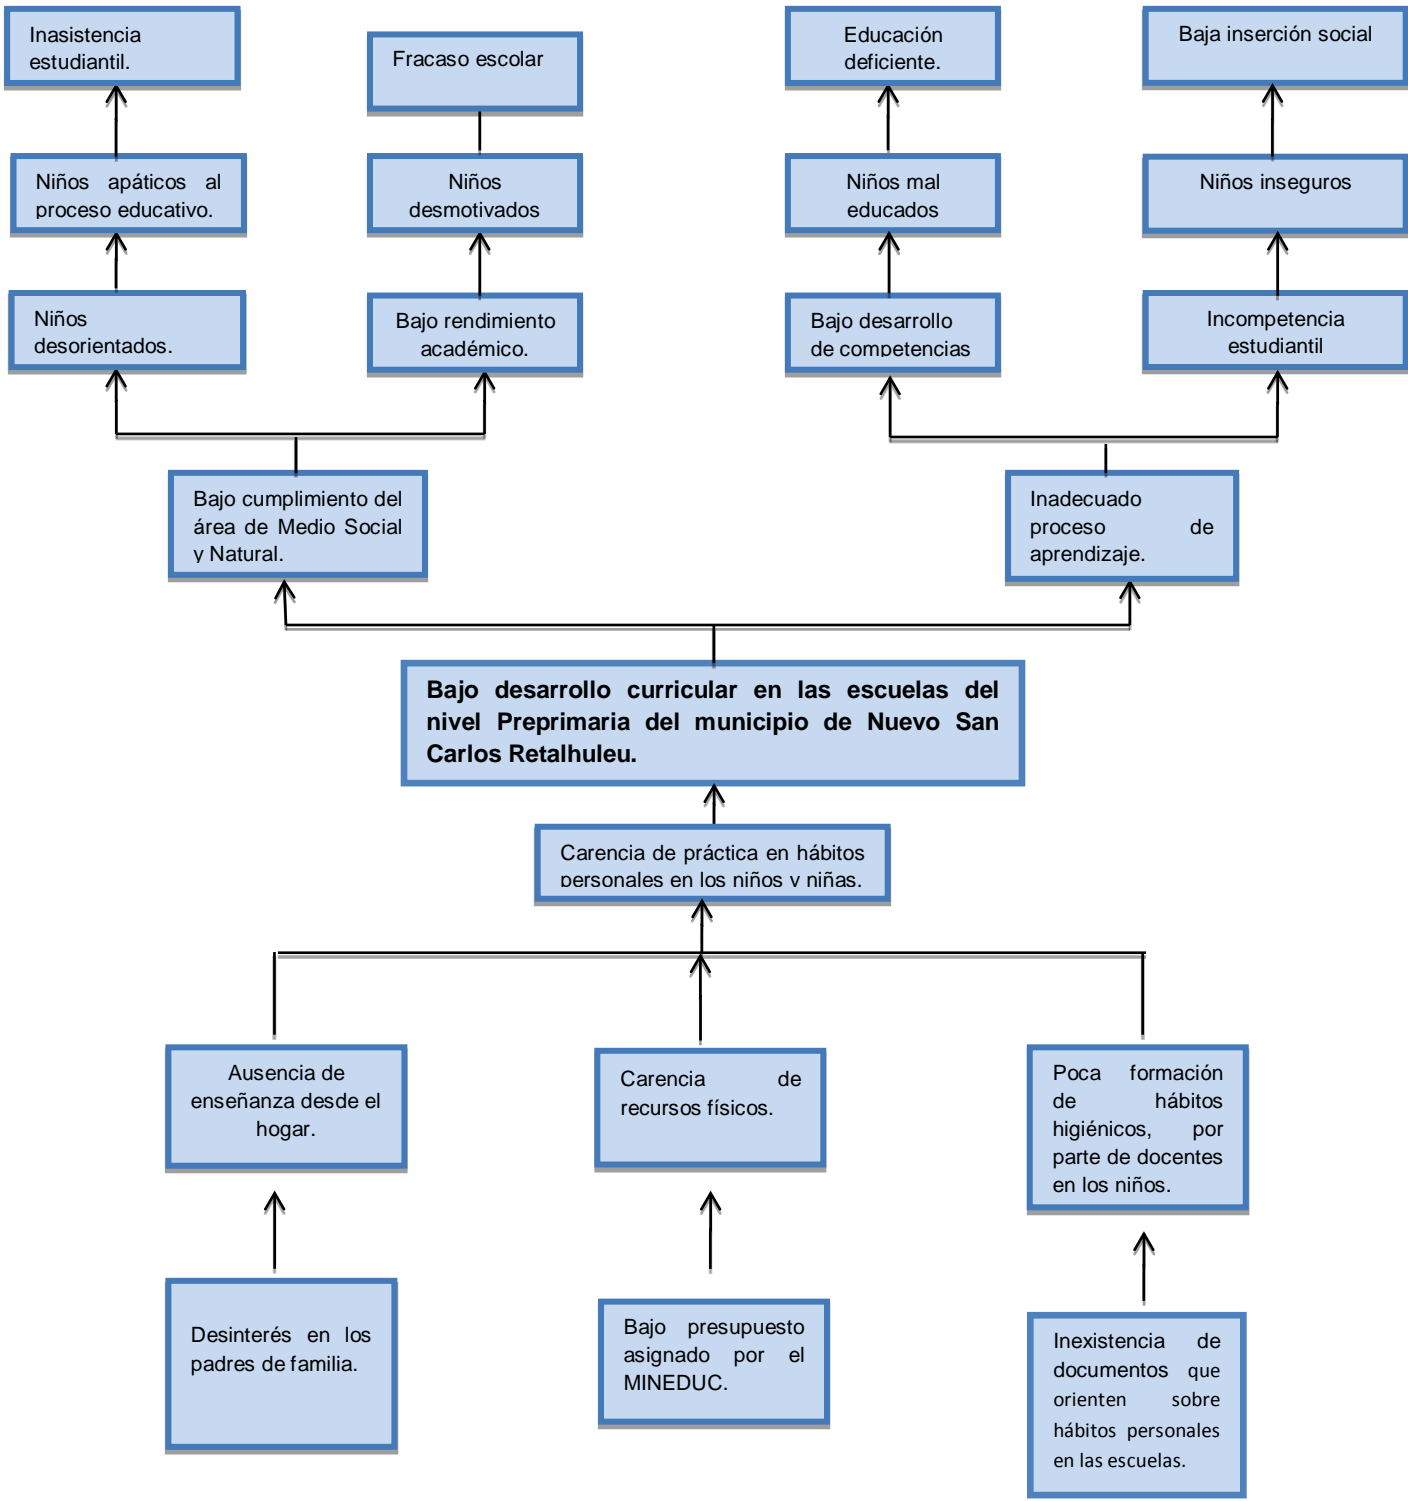 Inasistencia
estudiantil.
Fracaso escolar
Educación
deficiente.
Baja inserción social
Niños apáticos al
proceso educativo.
Niños
desmotivados
Niños mal
educados
Niños inseguros
Niños
desorientados.
Bajo rendimiento
académico.
Bajo desarrollo
de competencias
Incompetencia
estudiantil
Bajo cumplimiento del
área de Medio Social
y Natural.
Inadecuado
proceso de
aprendizaje.
Bajo desarrollo curricular en las escuelas del
nivel Preprimaria del municipio de Nuevo San
Carlos Retalhuleu.
Carencia de práctica en hábitos
personales en los niños y niñas.
Ausencia de
enseñanza desde el
hogar.
Carencia de
recursos físicos.
Poca formación
de hábitos
higiénicos, por
parte de docentes
en los niños.
Desinterés en los
padres de familia.
Bajo presupuesto
asignado por el
MINEDUC.
Inexistencia de
documentos que
orienten sobre
hábitos personales
en las escuelas.